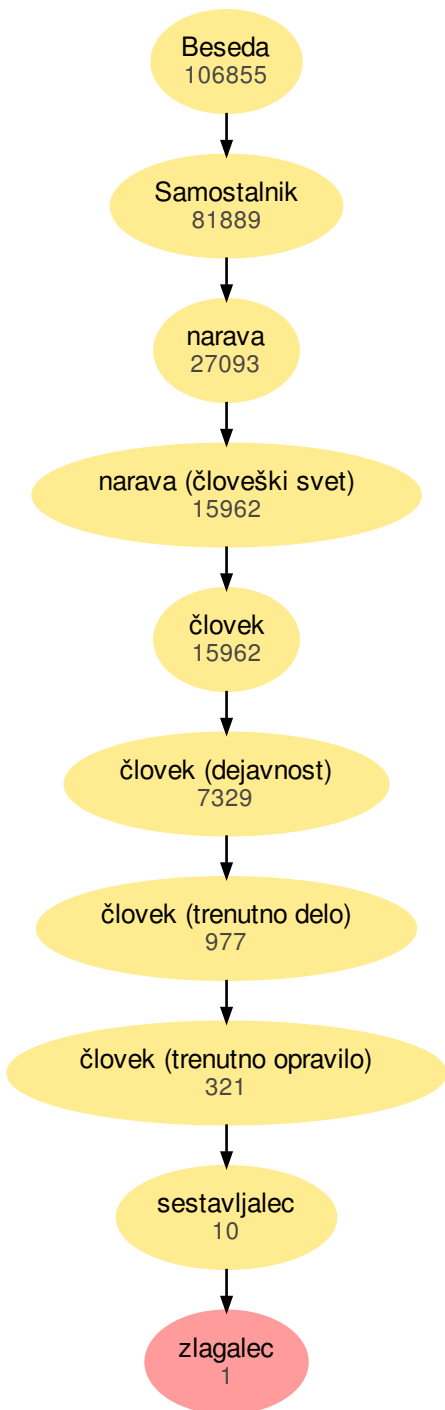 Beseda
106855
Samostalnik
81889
narava
27093
narava (človeški svet)
15962
človek
15962
človek (dejavnost)
7329
človek (trenutno delo)
977
človek (trenutno opravilo)
321
sestavljalec
10
zlagalec
1